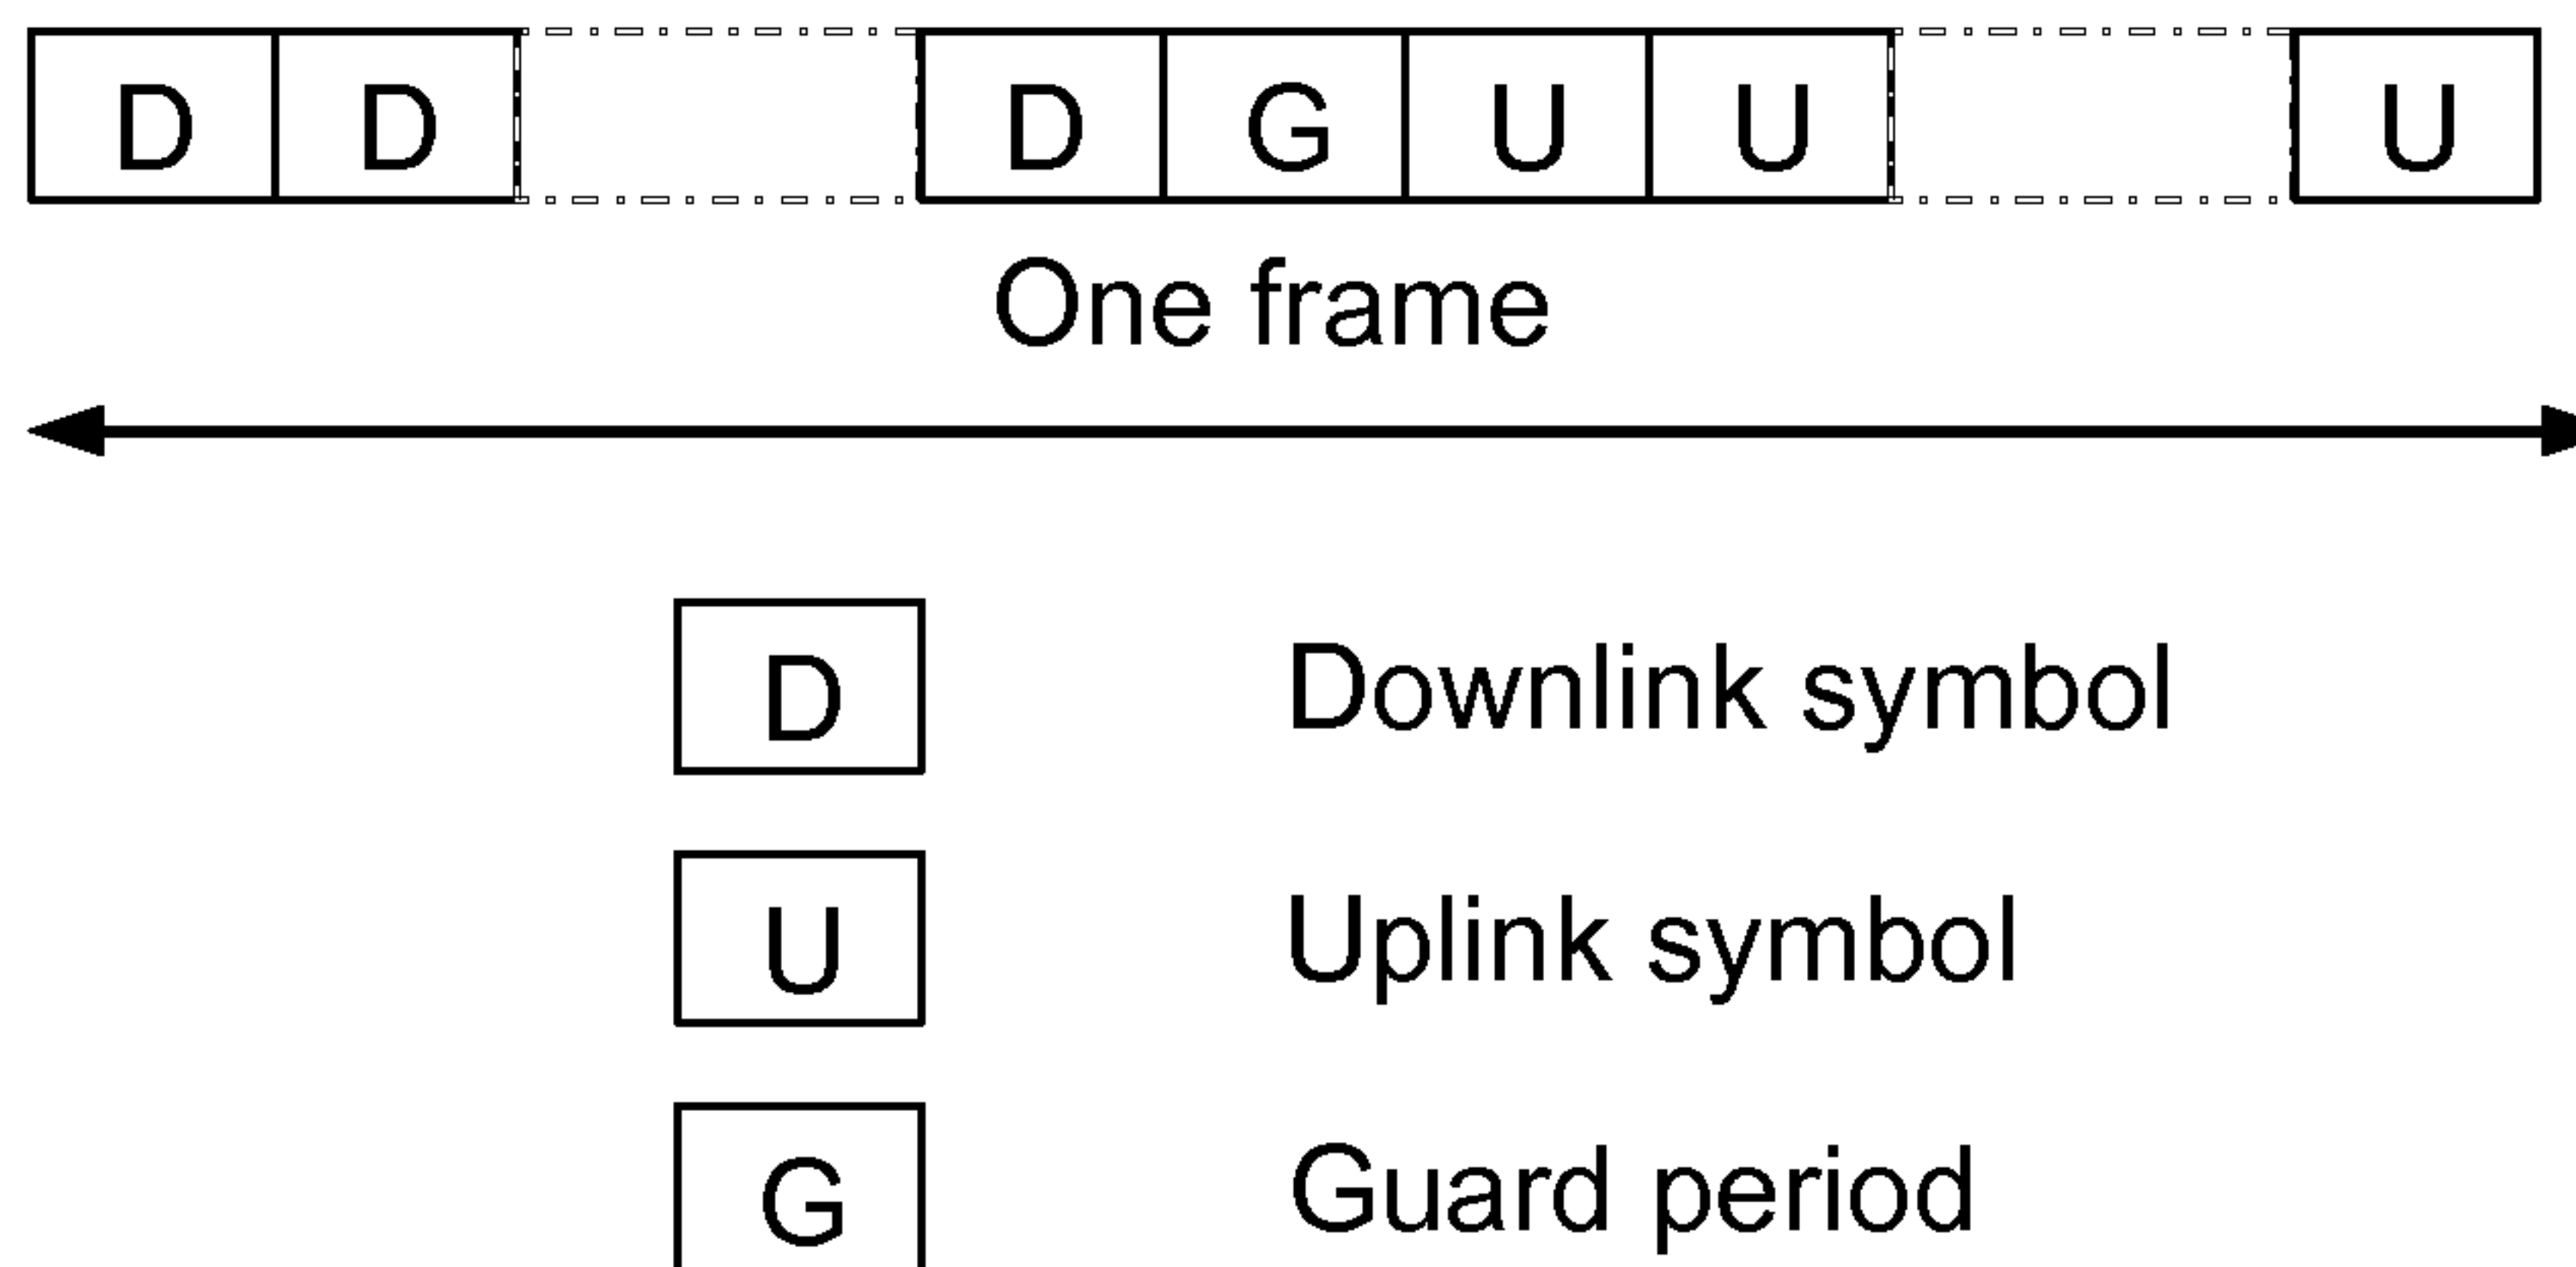 D D D G U U U
One frame
D Downlink symbol
U Uplink symbol
G Guard period